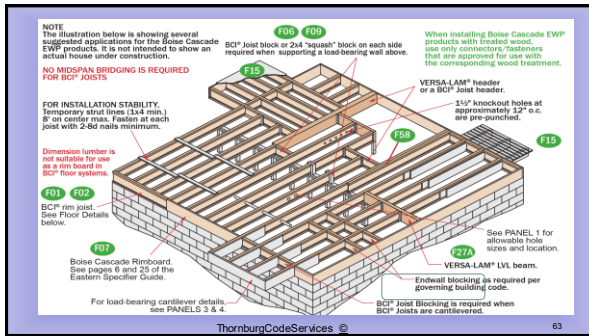 NOTE
The illustration below is showing several
suggested applications for the Boise Cascade
EWP products. It is not intended to show an
actual house under construction.
NO MIDSPAN BRIDGING IS REQUIRED
FOR BCI® JOISTS
FOR INSTALLATION STABILITY,
Temporary strut lines (1x4 min.)
8' on center max. Fasten at each
joist with 2-8d nails minimum.
Dimension lumber is
not suitable for use
as a rim board in
BCI® floor systems.
F01 F02
BCI® rim joist.
See Floor Details
below.
F07
Boise Cascade Rimboard.
See pages 6 and 25 of the
Eastern Specifier Guide.
For load-bearing cantilever details,
see PANELS 3 & 4.
F06 F09
BCI® Joist block or 2x4 "squash" block on each side
required when supporting a load-bearing wall above.
F15
When installing Boise Cascade EWP
products with treated wood,
use only connectors/fasteners
that are approved for use with
the corresponding wood treatment.
VERSA-LAM® header
or a BCI® Joist header.
1½" knockout holes at
approximately 12" o.c.
are pre-punched.
F58
F15
See PANEL 1 for
allowable hole
sizes and location.
F27A
VERSA-LAM® LVL beam.
Endwall blocking as required per
governing building code.
BCI® Joist Blocking is required when
BCI® Joists are cantilevered.
ThornburgCodeServices ©
63